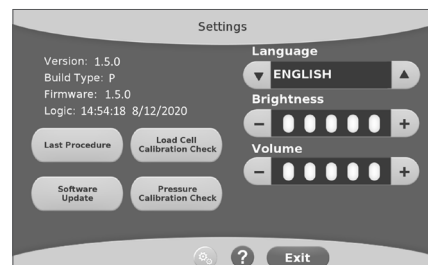 Settings
Version: 1.5.0
Build Type: P
Firmware: 1.5.0
Logic: 14:54:18 8/12/2020
Last Procedure
Load Cell
Calibration Check
Software
Update
Pressure
Calibration Check
Language
ENGLISH
Brightness
- +
Volume
- +
?
Exit